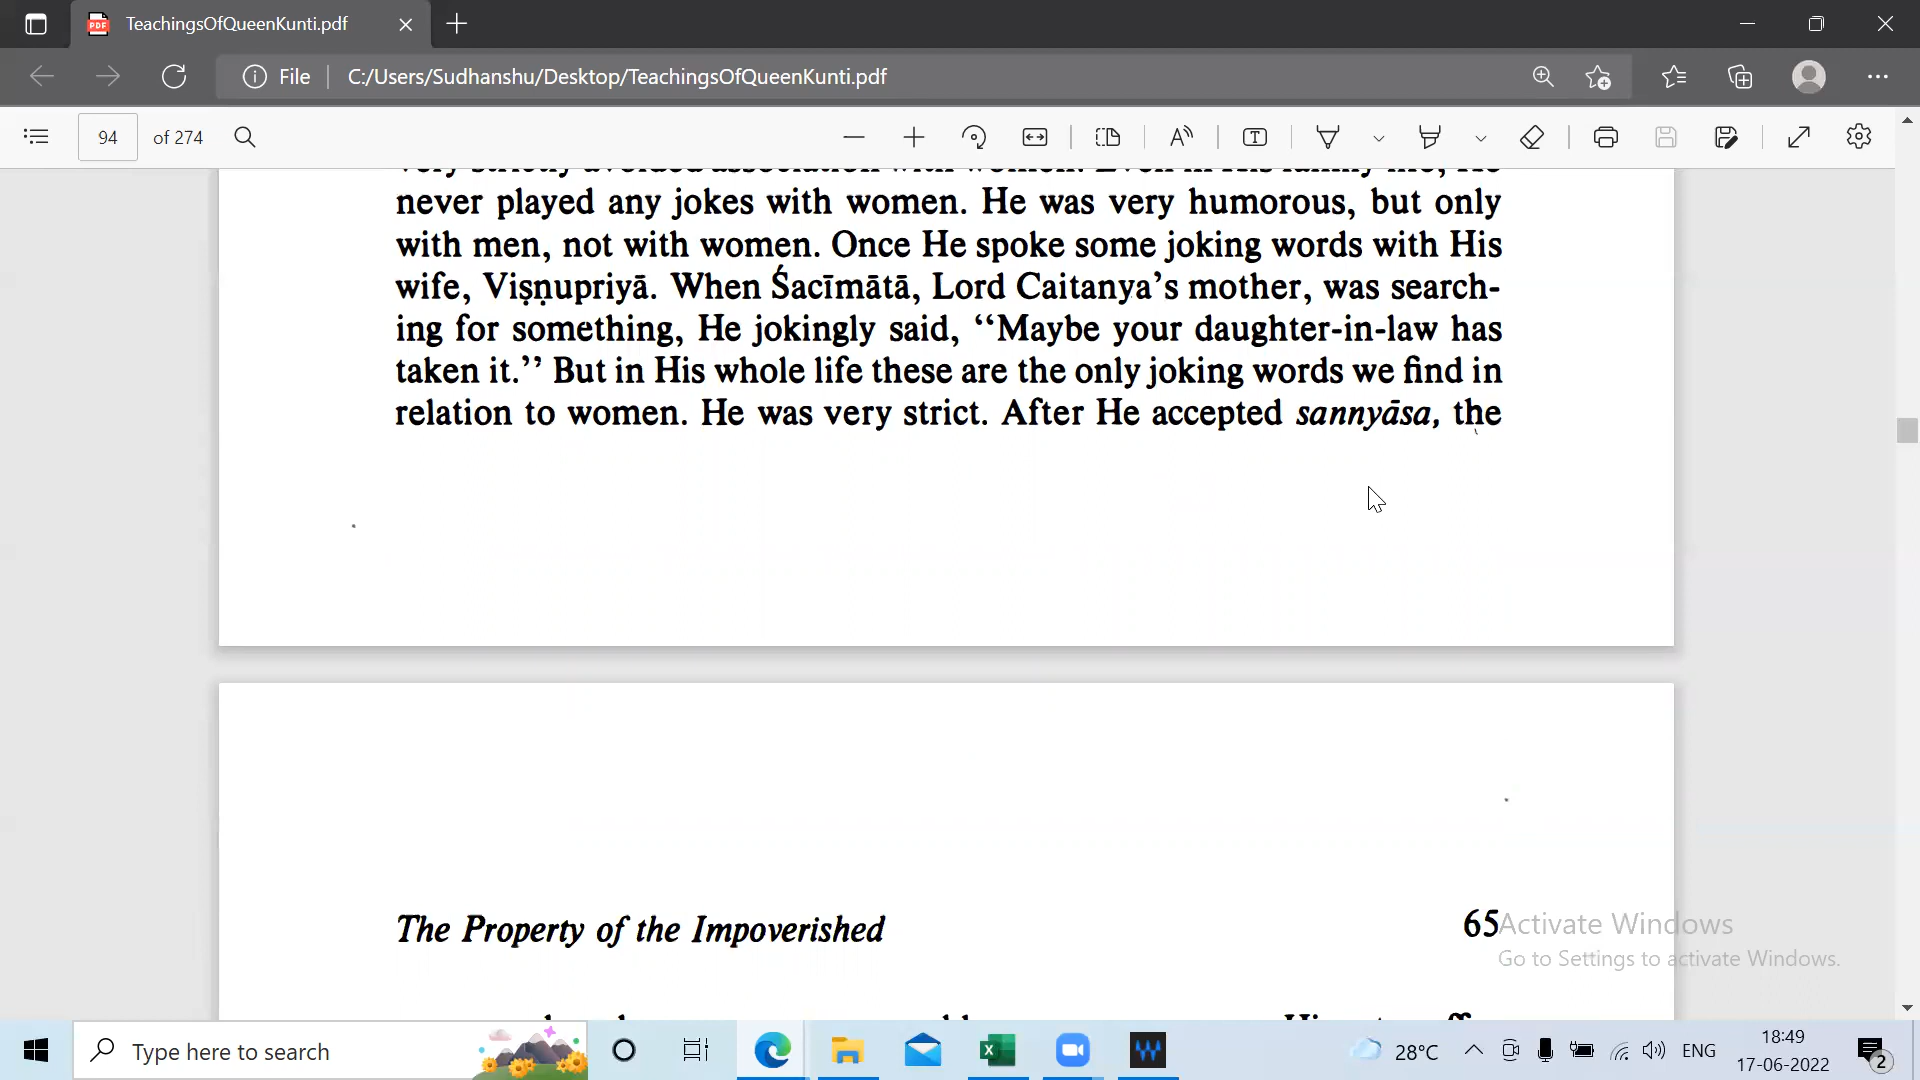 TeachingsOfQueenKunti.pdf
File
C:/Users/Sudhanshu/Desktop/TeachingsOfQueenKunti.pdf
94 of 274
never played any jokes with women. He was very humorous, but only
with men, not with women. Once He spoke some joking words with His
wife, Viṣṇupriyā. When Śacīmātā, Lord Caitanya’s mother, was search-
ing for something, He jokingly said, ‘‘Maybe your daughter-in-law has
taken it.’’ But in His whole life these are the only joking words we find in
relation to women. He was very strict. After He accepted sannyāsa, the
The Property of the Impoverished
65
Activate Windows
Go to Settings to activate Windows.
Type here to search
28°C
ENG
18:49
17-06-2022
2